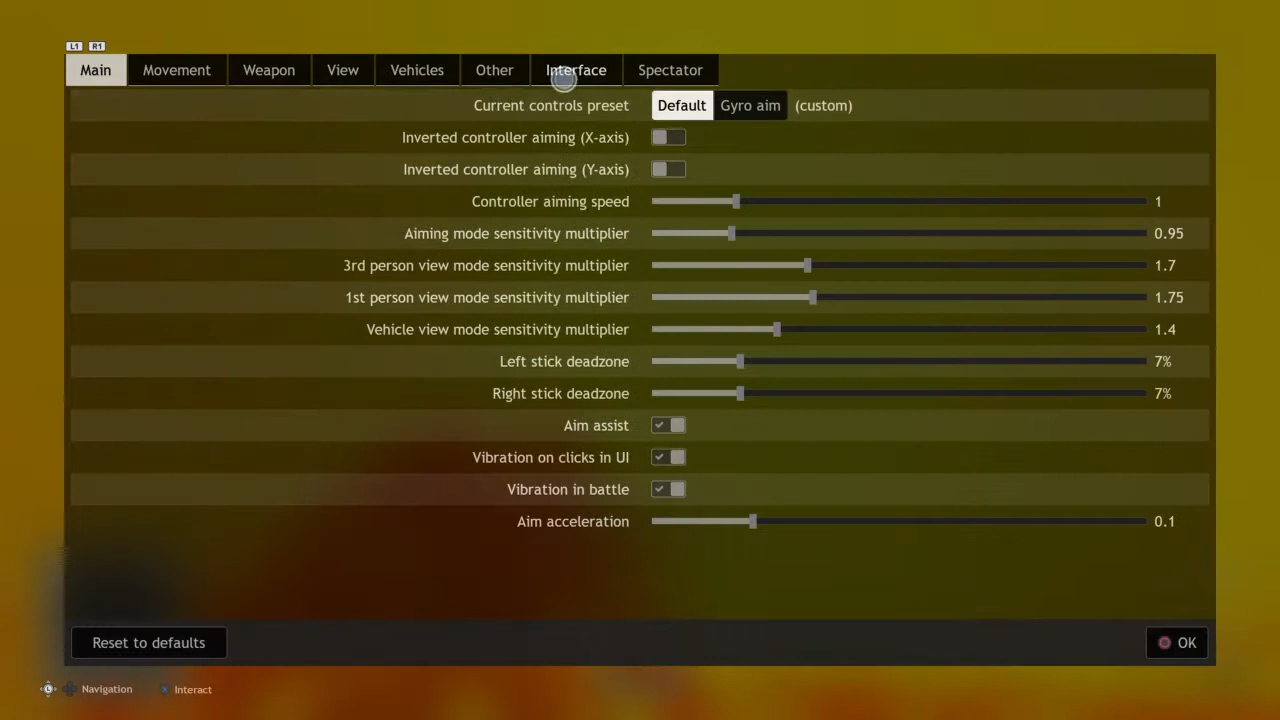 L1 R1
Main Movement Weapon View Vehicles Other Interface Spectator
Current controls preset Default Gyro aim (custom)
Inverted controller aiming (X-axis)
Inverted controller aiming (Y-axis)
Controller aiming speed 1
Aiming mode sensitivity multiplier 0.95
3rd person view mode sensitivity multiplier 1.7
1st person view mode sensitivity multiplier 1.75
Vehicle view mode sensitivity multiplier 1.4
Left stick deadzone 7%
Right stick deadzone 7%
Aim assist
Vibration on clicks in UI
Vibration in battle
Aim acceleration 0.1
Reset to defaults OK
L Navigation Interact